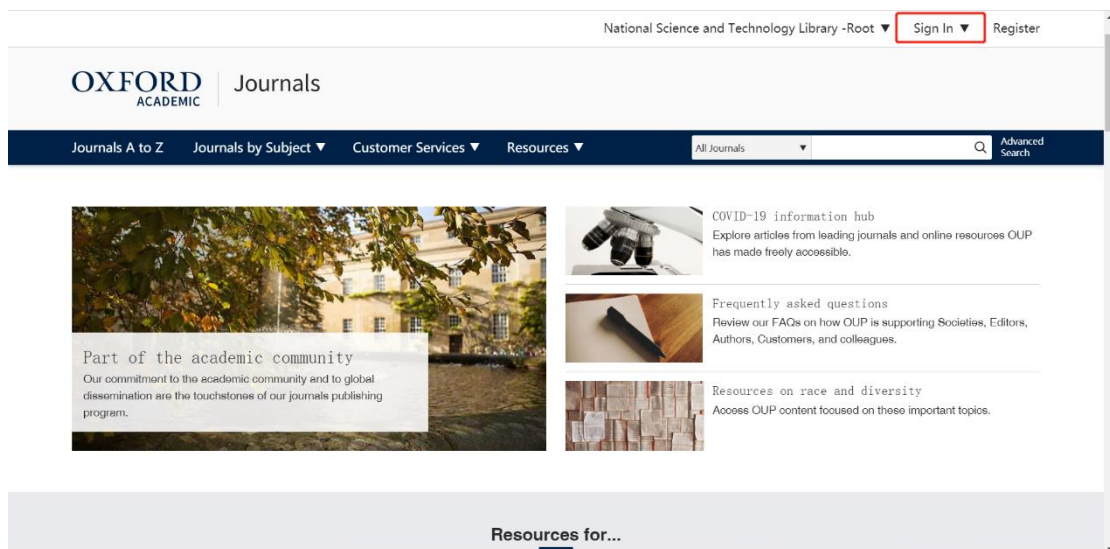 National Science and Technology Library -Root ▼ Sign In ▼ Register
OXFORD
ACADEMIC
Journals
Journals A to Z Journals by Subject ▼ Customer Services ▼ Resources ▼ All Journals ▼ Advanced
Search
Part of the academic community
Our commitment to the academic community and to global
dissemination are the touchstones of our journals publishing
program.
COVID-19 information hub
Explore articles from leading journals and online resources OUP
has made freely accessible.
Frequently asked questions
Review our FAQs on how OUP is supporting Societies, Editors,
Authors, Customers, and colleagues.
Resources on race and diversity
Access OUP content focused on these important topics.
Resources for...